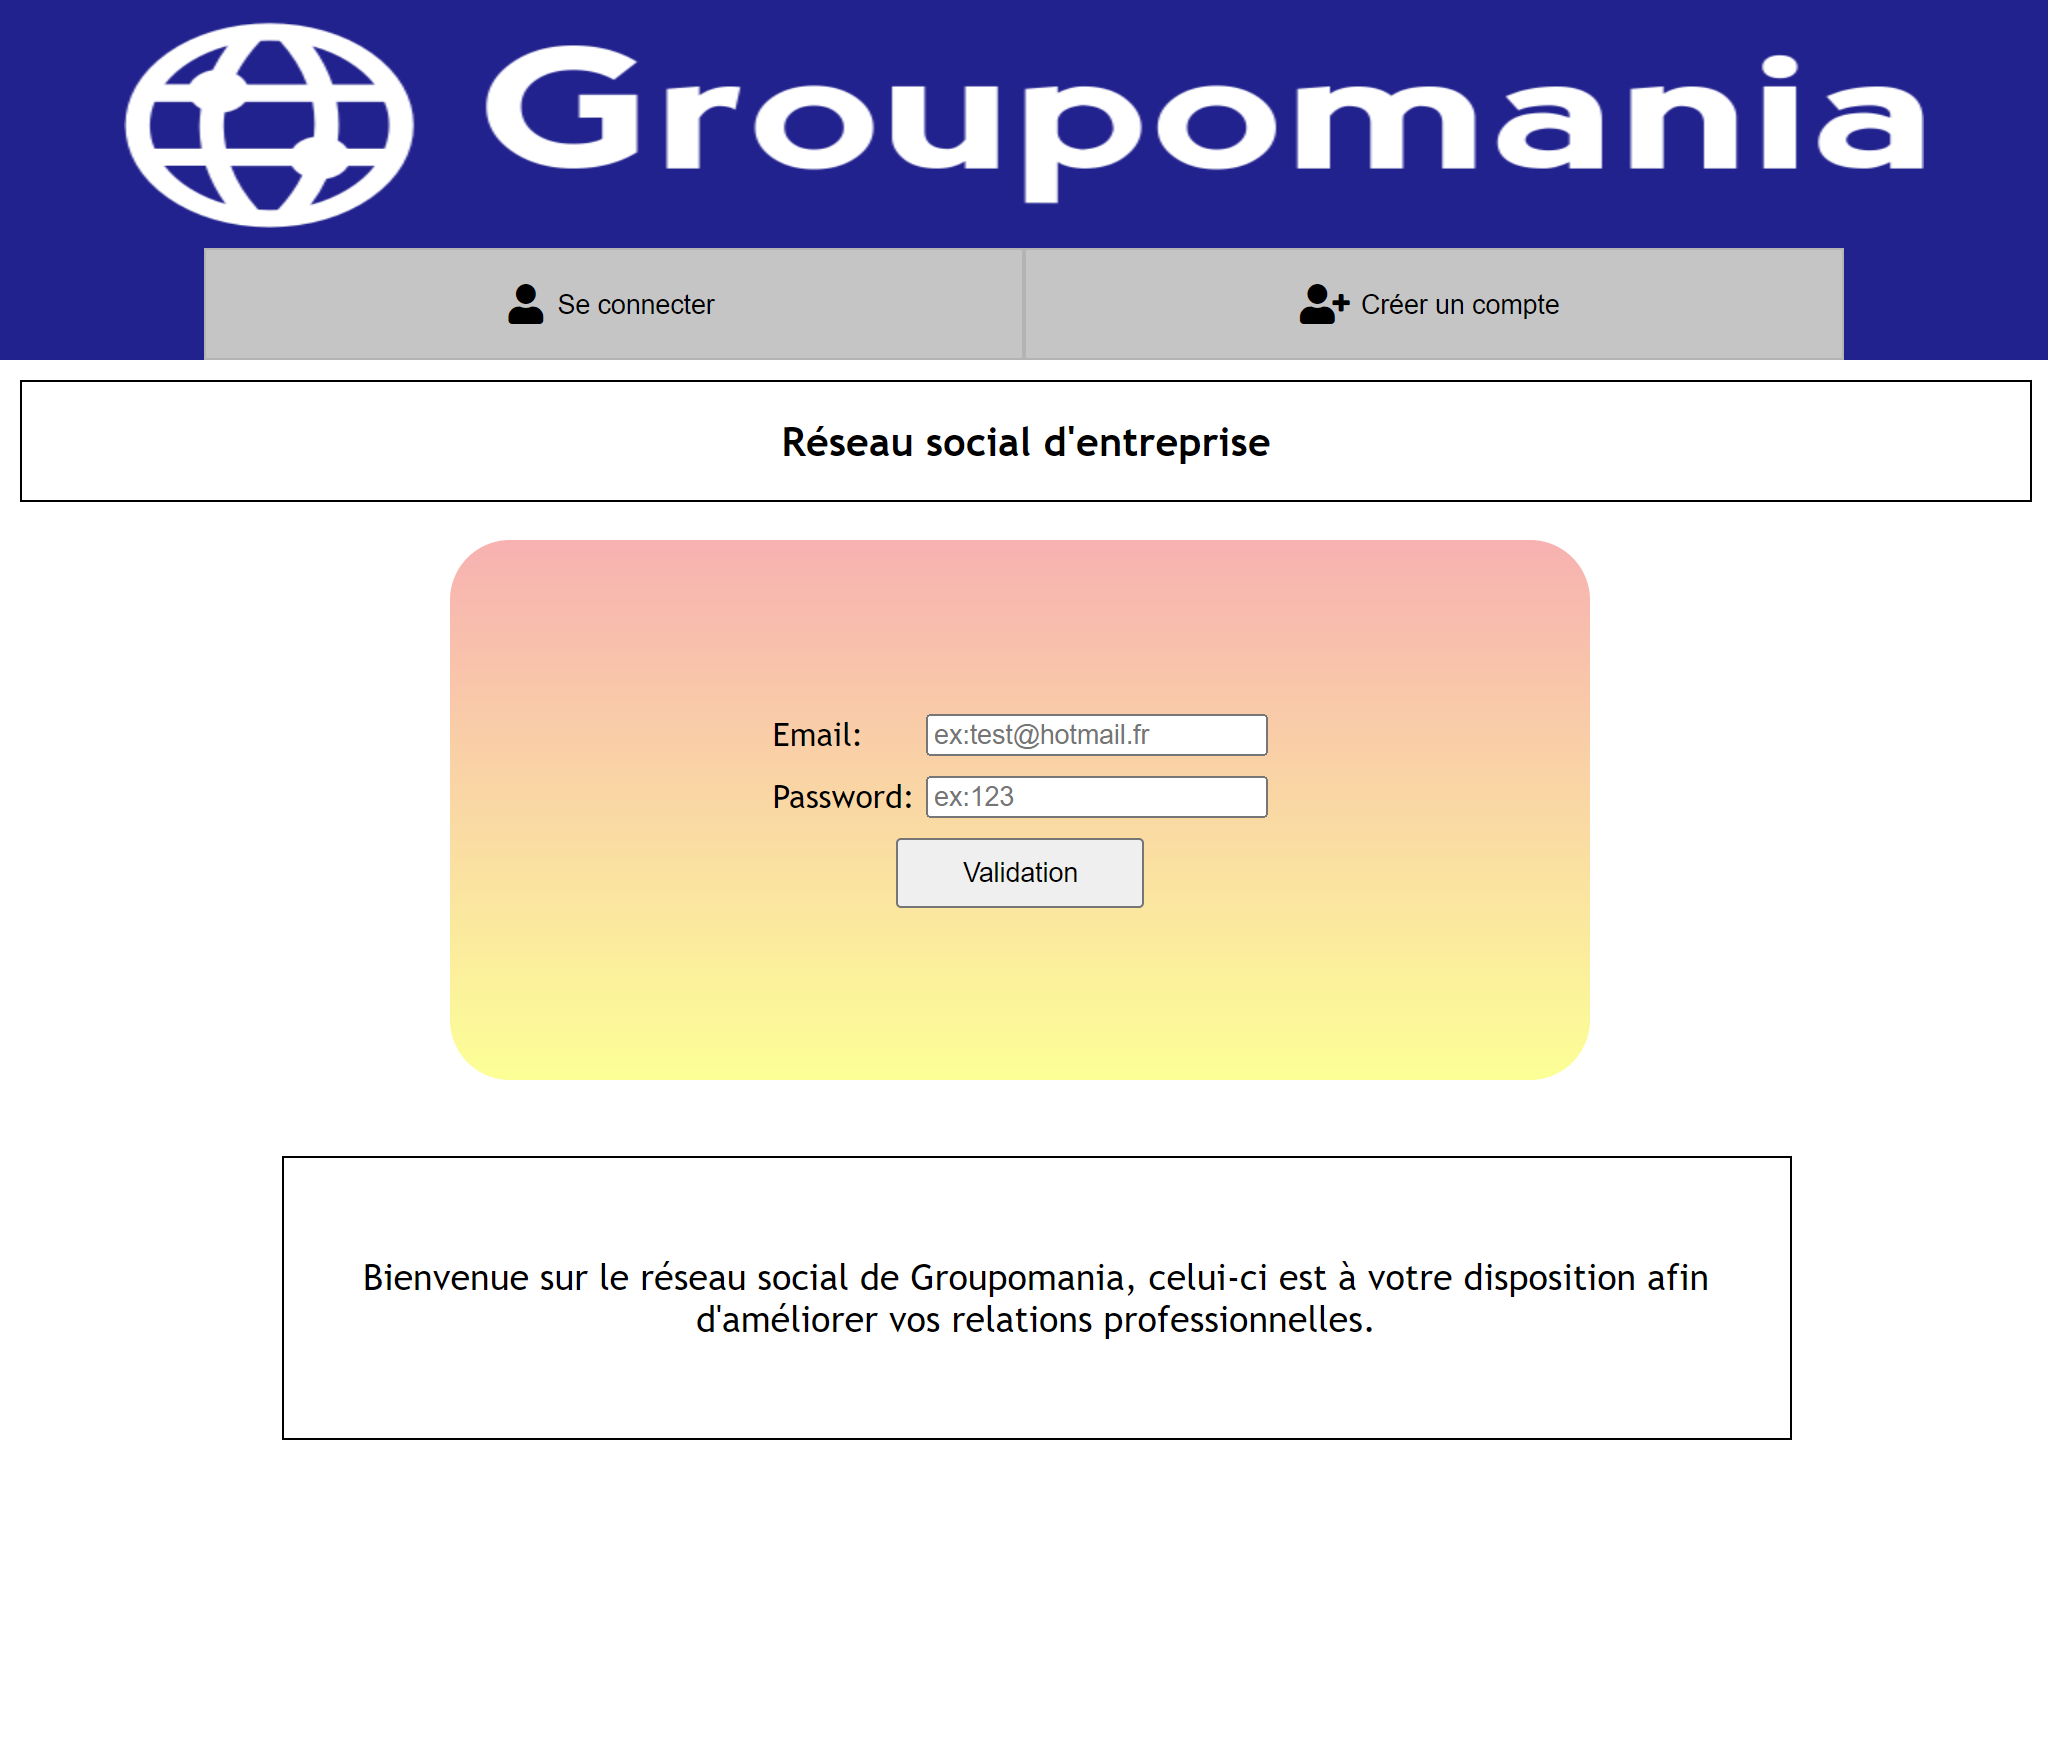 Groupomania
Se connecter
Créer un compte
Réseau social d'entreprise
Email: ex:test@hotmail.fr
Password: ex:123
Validation
Bienvenue sur le réseau social de Groupomania, celui-ci est à votre disposition afin
d'améliorer vos relations professionnelles.